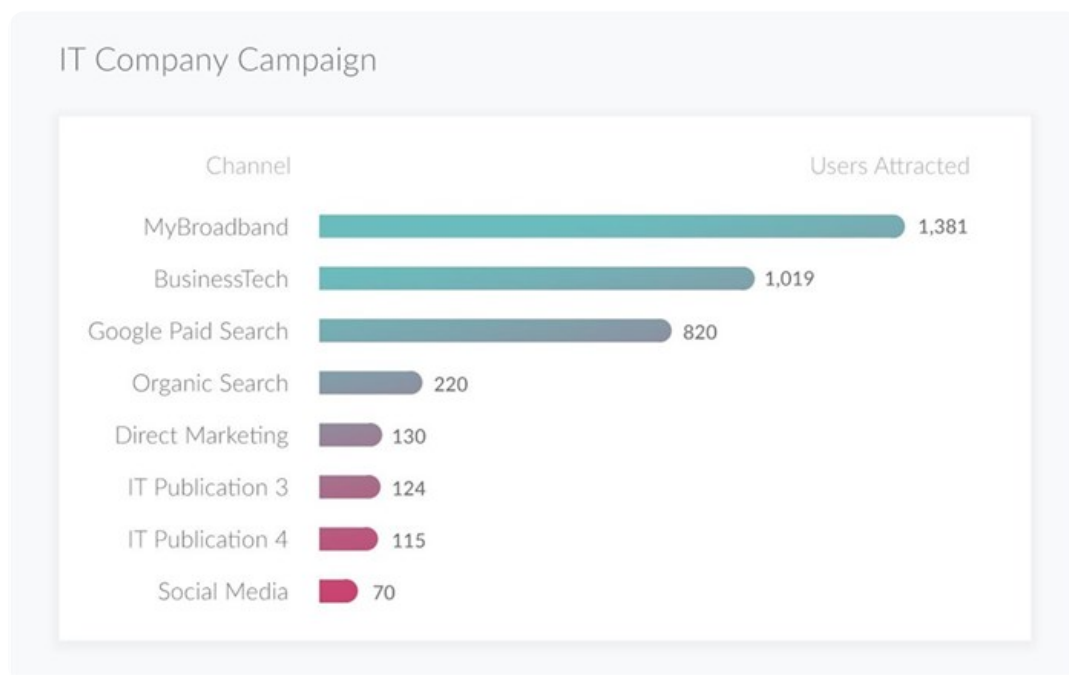 IT Company Campaign
Channel Users Attracted
MyBroadband 1,381
BusinessTech 1,019
Google Paid Search 820
Organic Search 220
Direct Marketing 130
IT Publication 3 124
IT Publication 4 115
Social Media 70